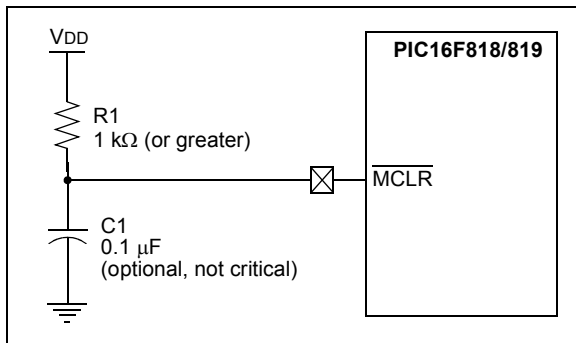 VDD
PIC16F818/819
R1
1 kΩ (or greater)
MCLR
C1
0.1 μF
(optional, not critical)